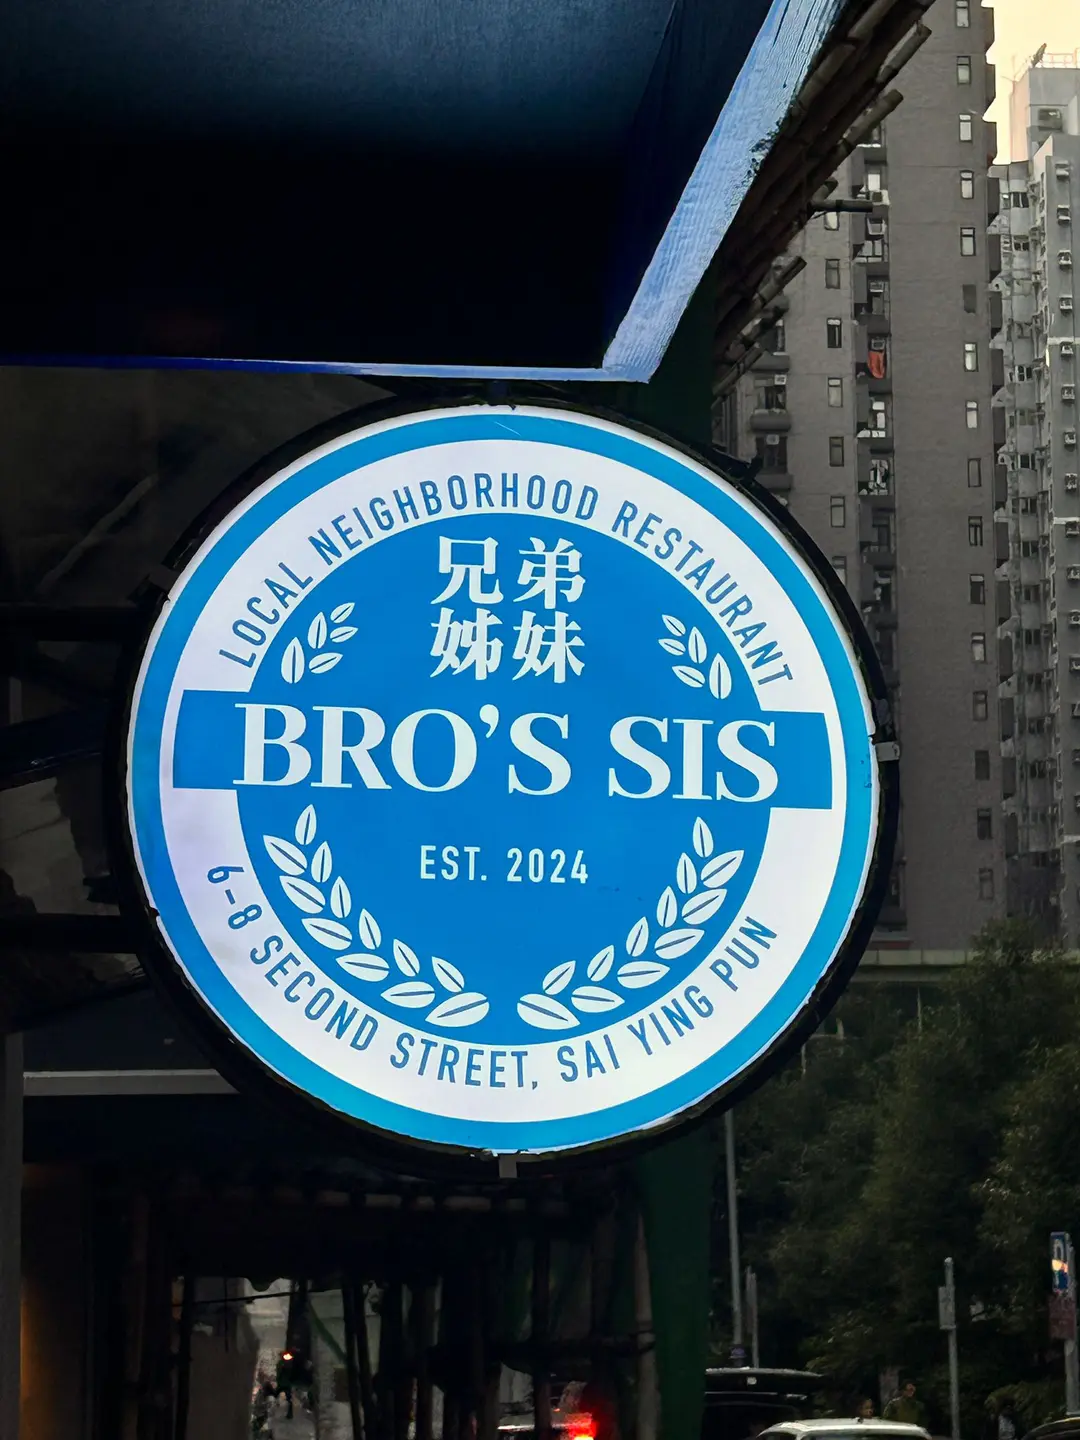 LOCAL NEIGHBORHOOD RESTAURANT
兄弟
姊妹
BRO'S SIS
EST. 2024
6-8 SECOND STREET, SAI YING PUN